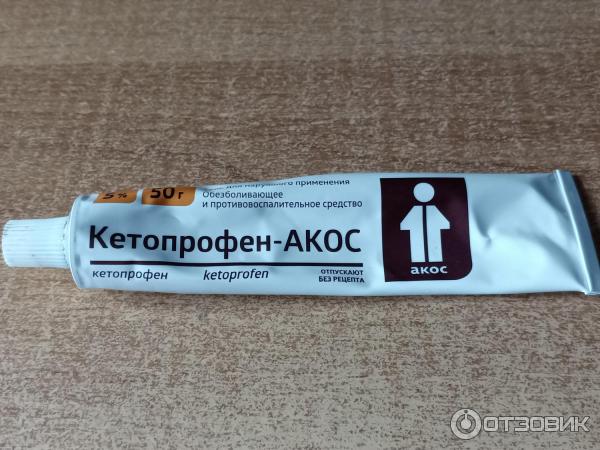 5% 50 г
для наружного применения
Обезболивающее
и противовоспалительное средство
Кетопрофен-АКОС
кетопрофен ketoprofen
ОТПУСКАЮТ
БЕЗ РЕЦЕПТА
акос
ОТЗОВИК